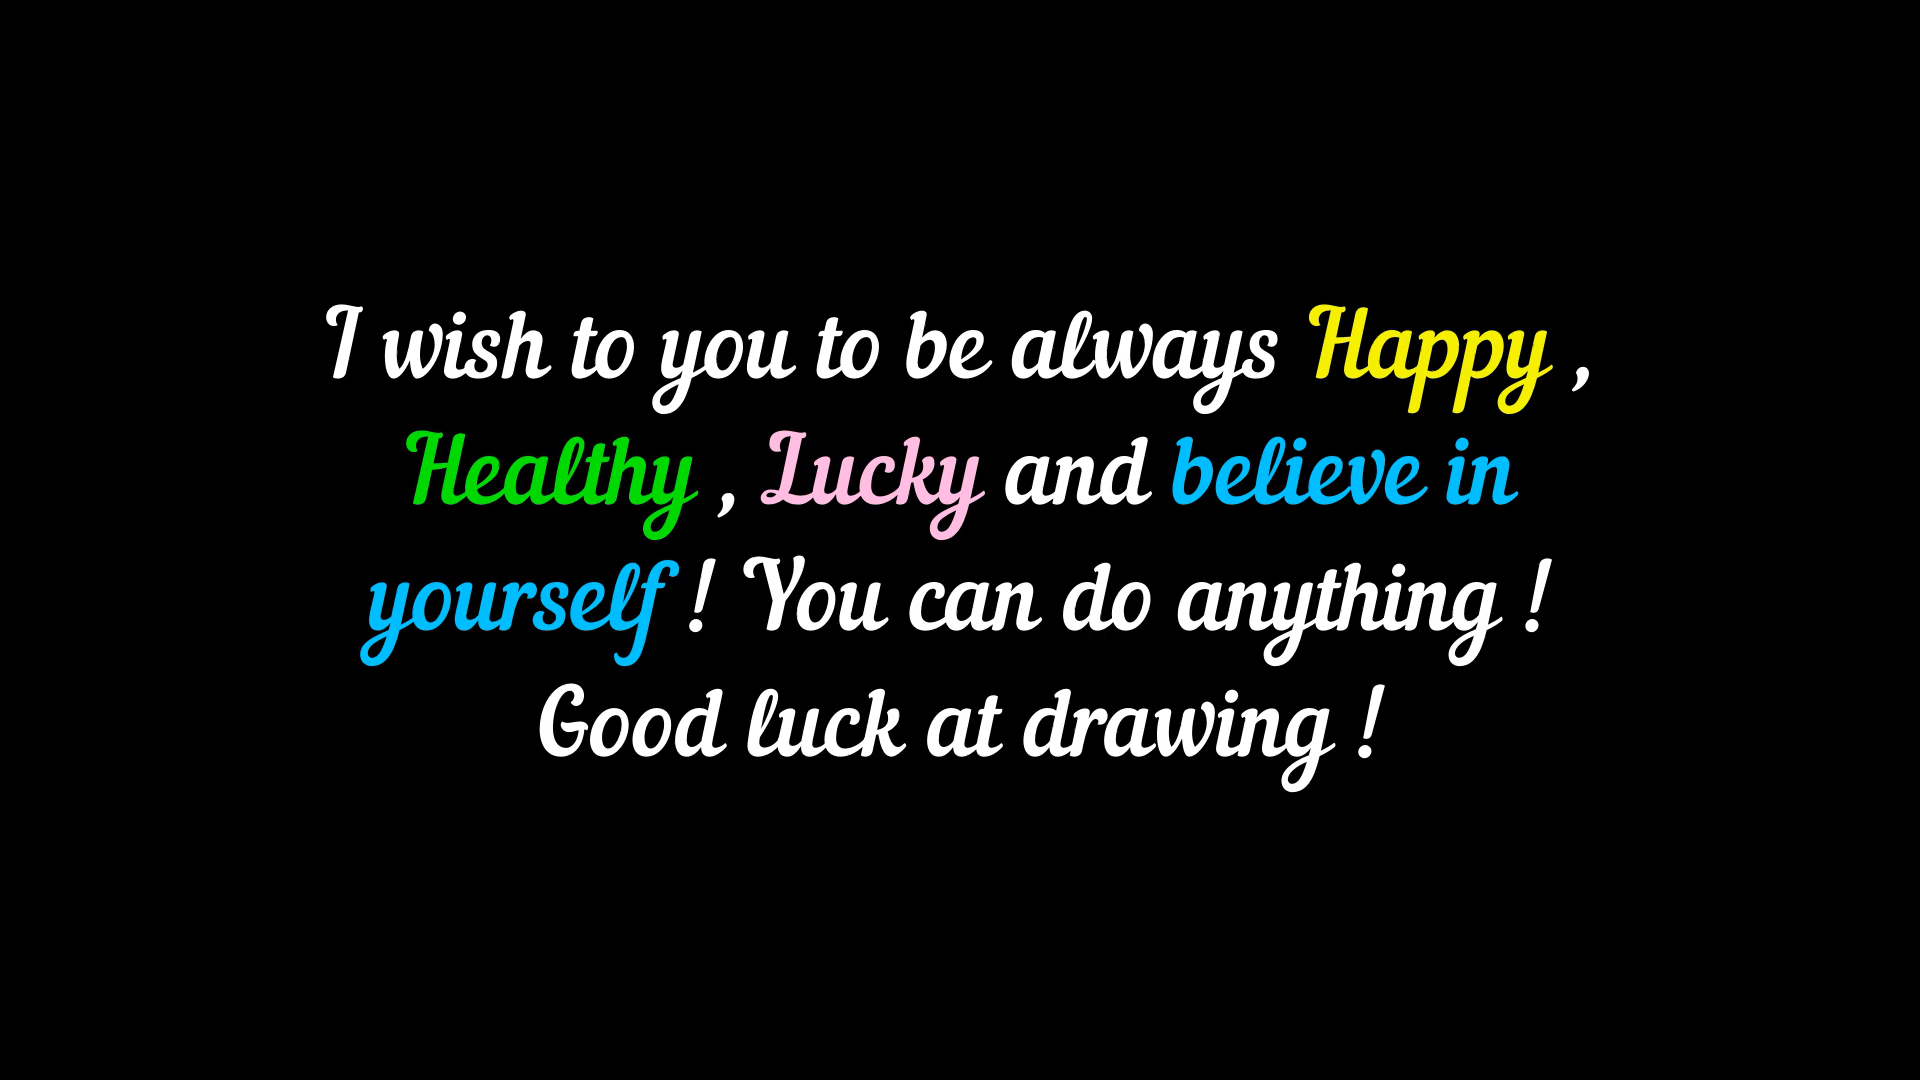 I wish to you to be always Happy ,
Healthy , Lucky and believe in
yourself ! You can do anything !
Good luck at drawing !